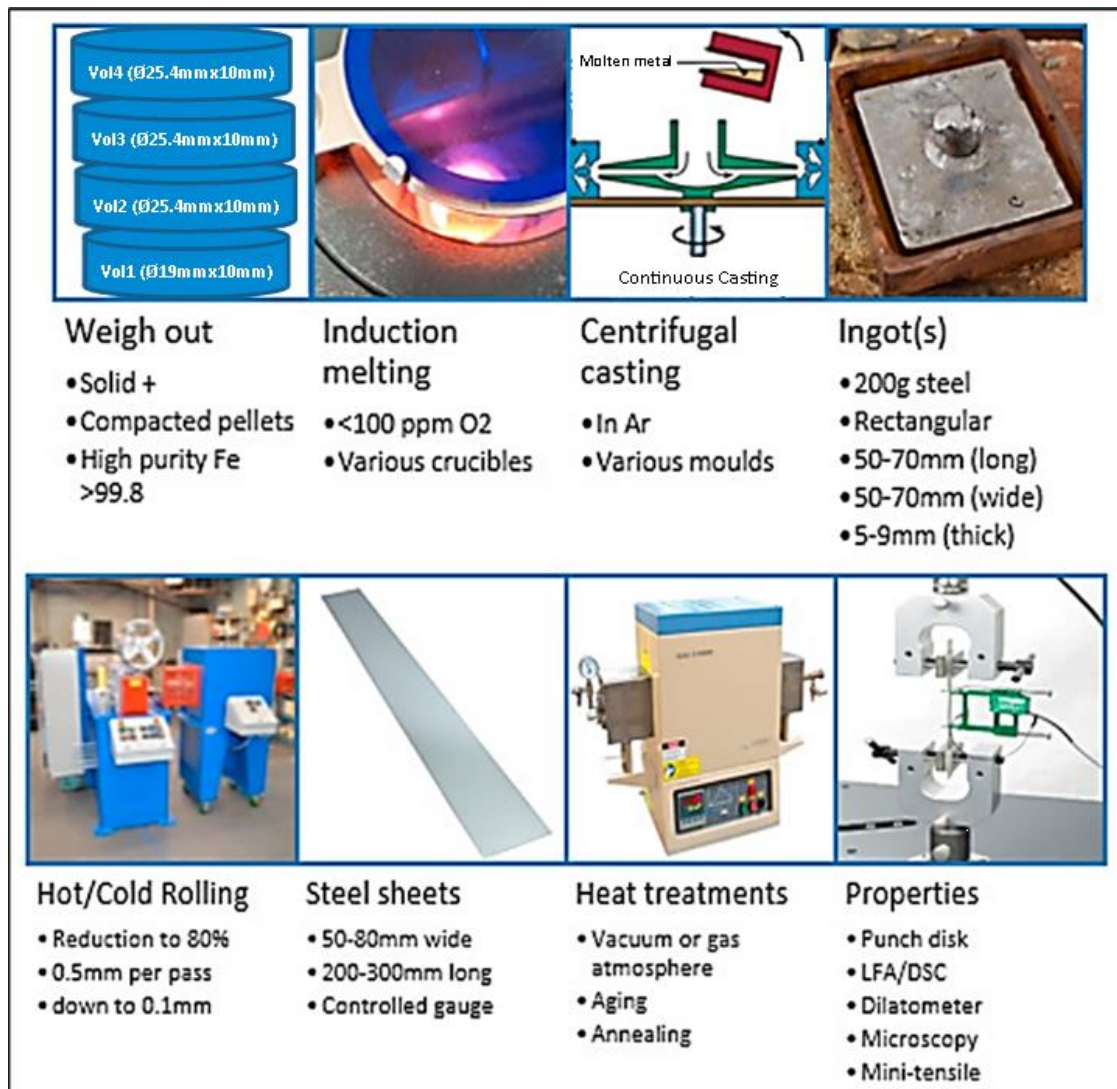 Vol4 (Ø25.4mmx10mm)
Vol3 (Ø25.4mmx10mm)
Vol2 (Ø25.4mmx10mm)
Vol1 (Ø19mmx10mm)
Molten metal
Continuous Casting
Weigh out
•Solid +
•Compacted pellets
•High purity Fe
>99.8
Induction
melting
•<100 ppm O2
•Various crucibles
Centrifugal
casting
•In Ar
•Various moulds
Ingot(s)
•200g steel
•Rectangular
•50-70mm (long)
•50-70mm (wide)
•5-9mm (thick)
Hot/Cold Rolling
• Reduction to 80%
• 0.5mm per pass
• down to 0.1mm
Steel sheets
• 50-80mm wide
• 200-300mm long
• Controlled gauge
Heat treatments
• Vacuum or gas
atmosphere
• Aging
• Annealing
Properties
• Punch disk
• LFA/DSC
• Dilatometer
• Microscopy
• Mini-tensile